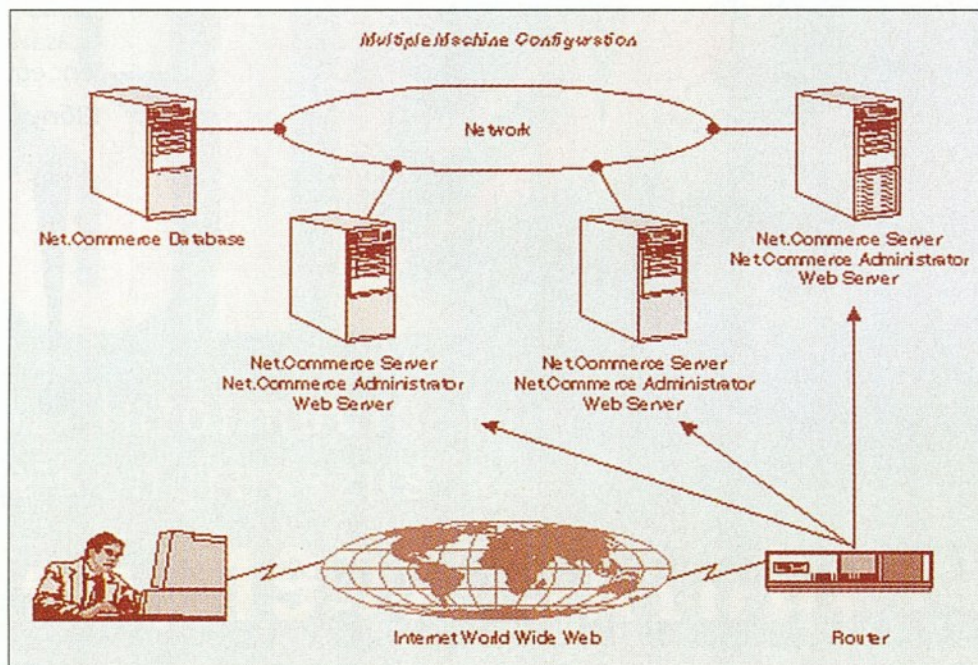 Multiple Machine Configuration
Network
Net.Commerce Database
Net.Commerce Server
Net.Commerce Administrator
Web Server
Net.Commerce Server
Net.Commerce Administrator
Web Server
Net.Commerce Server
Net.Commerce Administrator
Web Server
Internet World Wide Web
Router